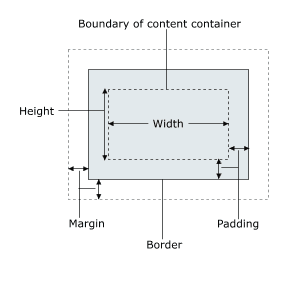 Boundary of content container
Height
Width
Margin
Padding
Border